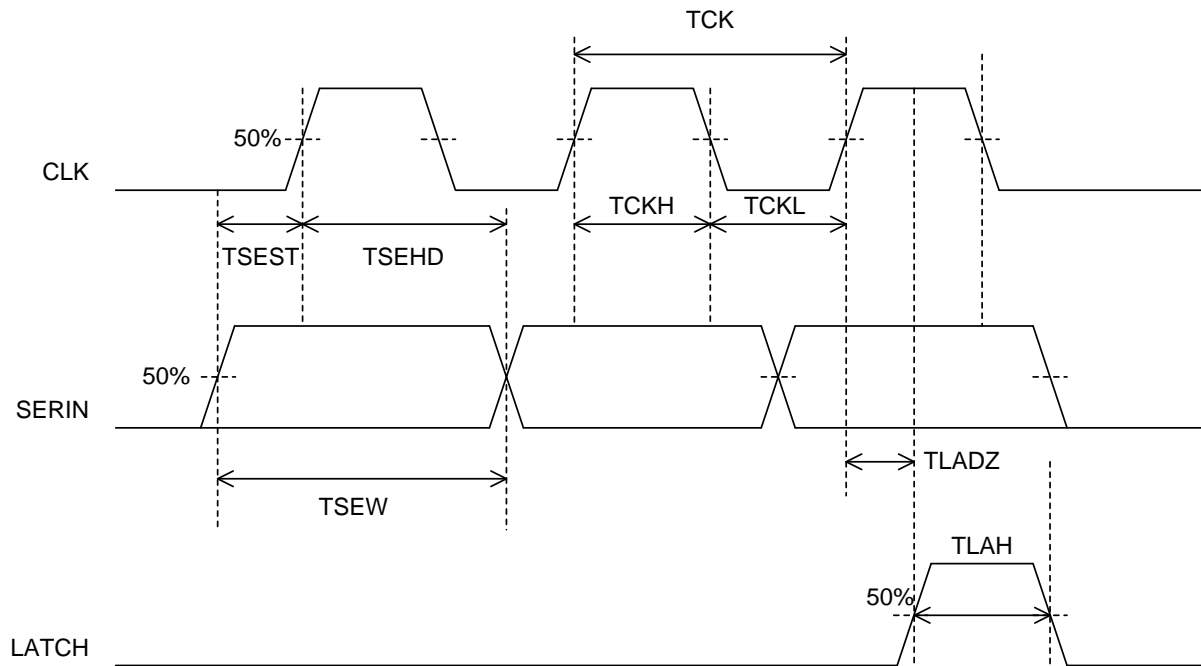 TCK
50%
CLK
TCKH TCKL
TSEST TSEHD
50%
SERIN
TLADZ
TSEW
TLAH
50%
LATCH